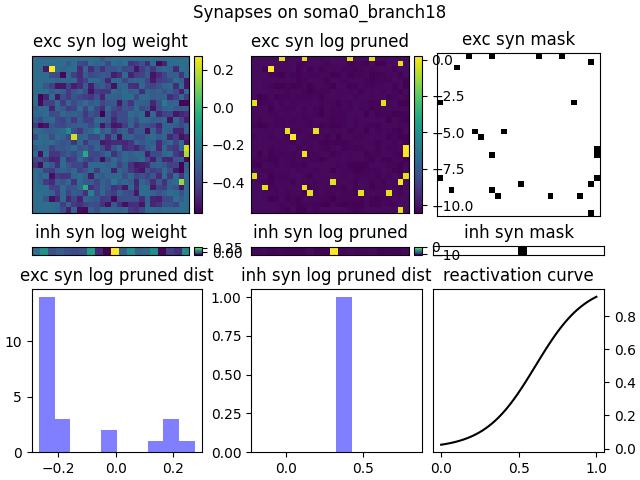 Synapses on soma0_branch18
exc syn log weight
exc syn log pruned
exc syn mask
0.2
0.0
−0.2
−0.4
0.0
−2.5
−5.0
−7.5
−10.0
inh syn log weight
inh syn log pruned
inh syn mask
0.25
0.00
0
−10
exc syn log pruned dist
inh syn log pruned dist
reactivation curve
10
5
0
−0.2 0.0 0.2
1.00
0.75
0.50
0.25
0.00
0.0 0.5
0.8
0.6
0.4
0.2
0.0
0.0 0.5 1.0